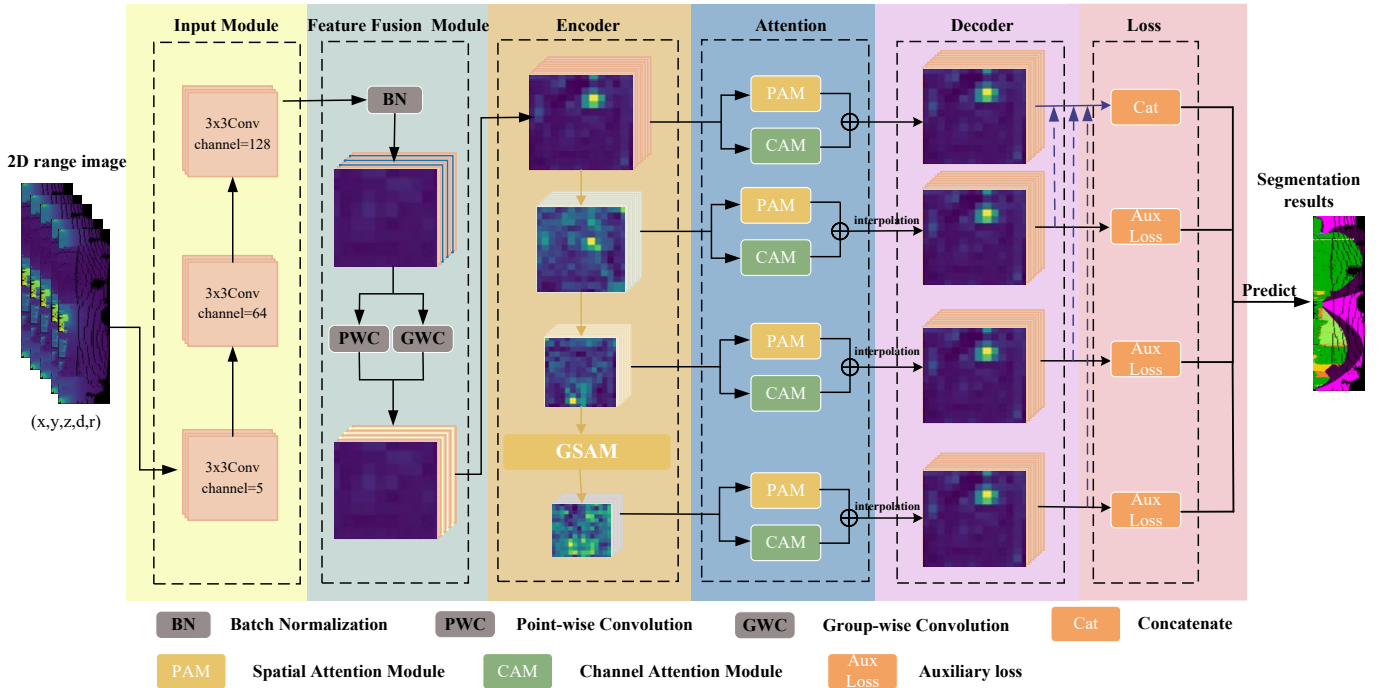 Input Module
Feature Fusion Module
Encoder
Attention
Decoder
Loss
2D range image
(x,y,z,d,r)
3x3Conv
channel=128
3x3Conv
channel=64
3x3Conv
channel=5
BN
PWC
GWC
GSAM
PAM
CAM
PAM
CAM
interpolation
PAM
CAM
interpolation
PAM
CAM
interpolation
Cat
Aux
Loss
Aux
Loss
Aux
Loss
Predict
Segmentation
results
BN
Batch Normalization
PWC
Point-wise Convolution
GWC
Group-wise Convolution
Cat
Concatenate
PAM
Spatial Attention Module
CAM
Channel Attention Module
Aux
Loss
Auxiliary loss